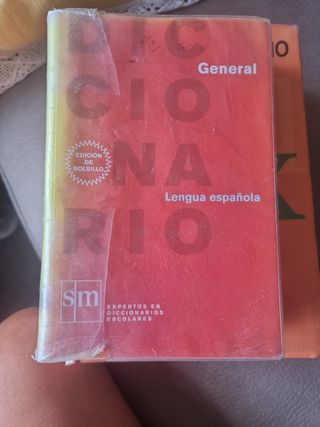 DIC
CIO
NA
RIO
General
EDICIÓN
DE
BOLSILLO
Lengua española
sm
EXPERTOS EN
DICCIONARIOS
ESCOLARES